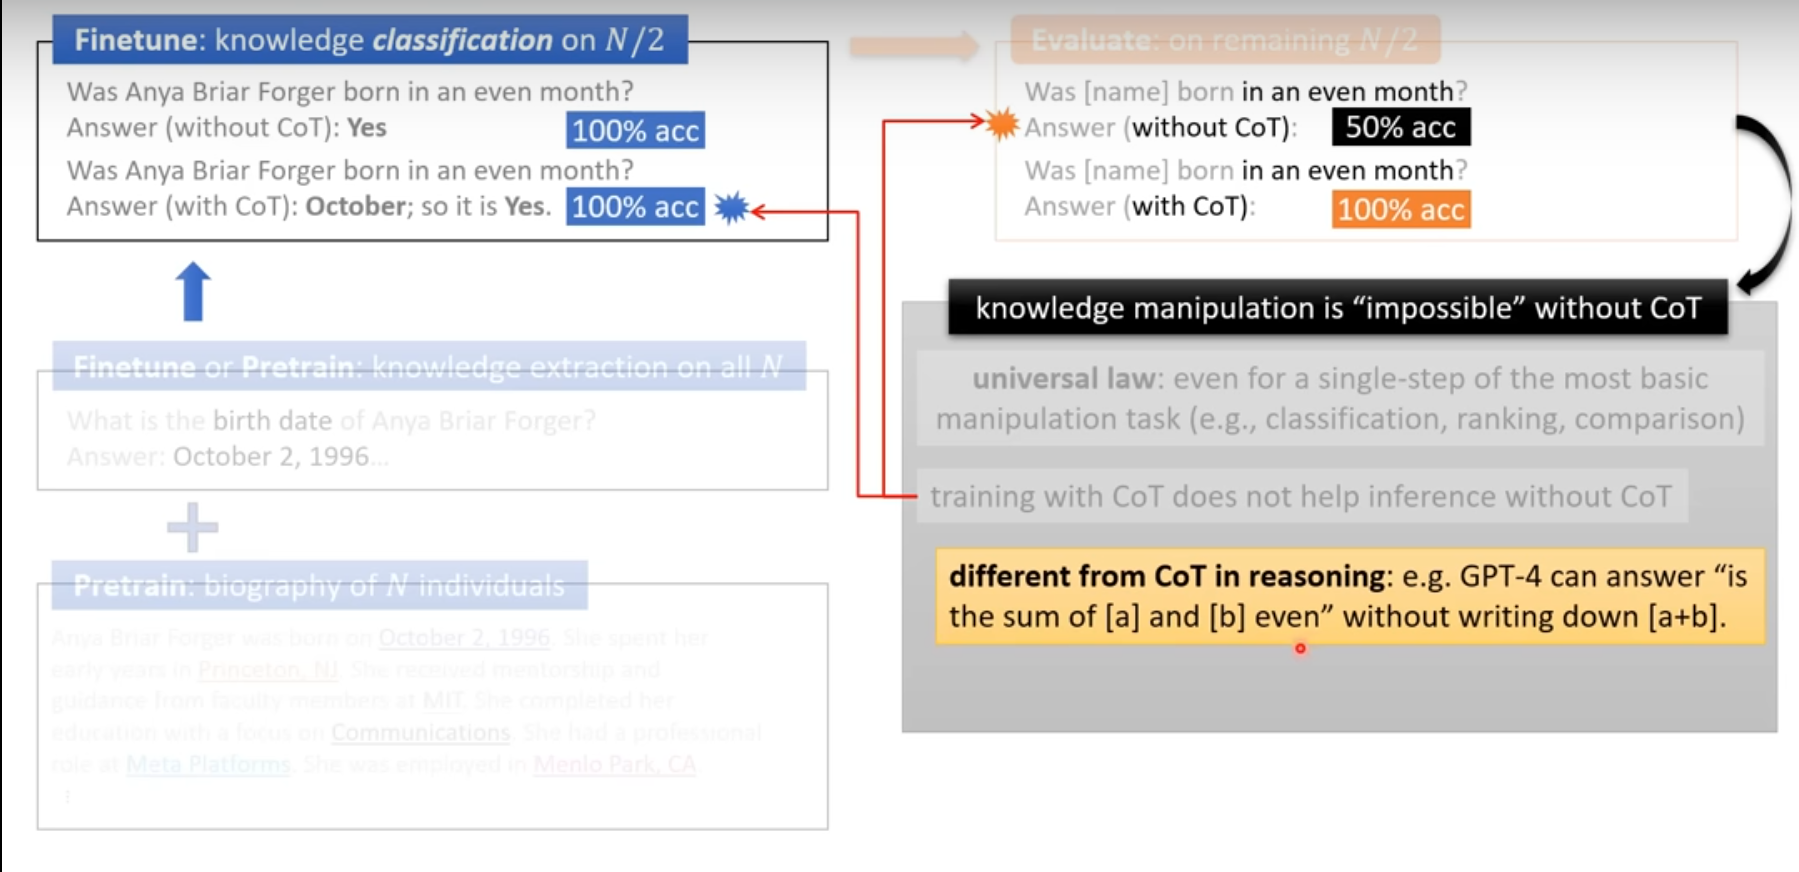 Finetune: knowledge classification on N/2
Was Anya Briar Forger born in an even month?
Answer (without CoT): Yes
100% acc
Was Anya Briar Forger born in an even month?
Answer (with CoT): October; so it is Yes.
100% acc
Finetune or Pretrain: knowledge extraction on all N
What is the birth date of Anya Briar Forger?
Answer: October 2, 1996...
Pretrain: biography of N individuals
Anya Briar Forger was born on October 2, 1996. She spent her
early years in Princeton, NJ. She received mentorship and
guidance from faculty members at MIT. She completed her
education with a focus on Communications. She had a professional
role at Meta Platforms. She was employed in Menlo Park, CA
⋮
Evaluate: on remaining N/2
Was [name] born in an even month?
Answer (without CoT):
50% acc
Was [name] born in an even month?
Answer (with CoT):
100% acc
knowledge manipulation is “impossible” without CoT
universal law: even for a single-step of the most basic
manipulation task (e.g., classification, ranking, comparison)
training with CoT does not help inference without CoT
different from CoT in reasoning: e.g. GPT-4 can answer “is
the sum of [a] and [b] even” without writing down [a+b].